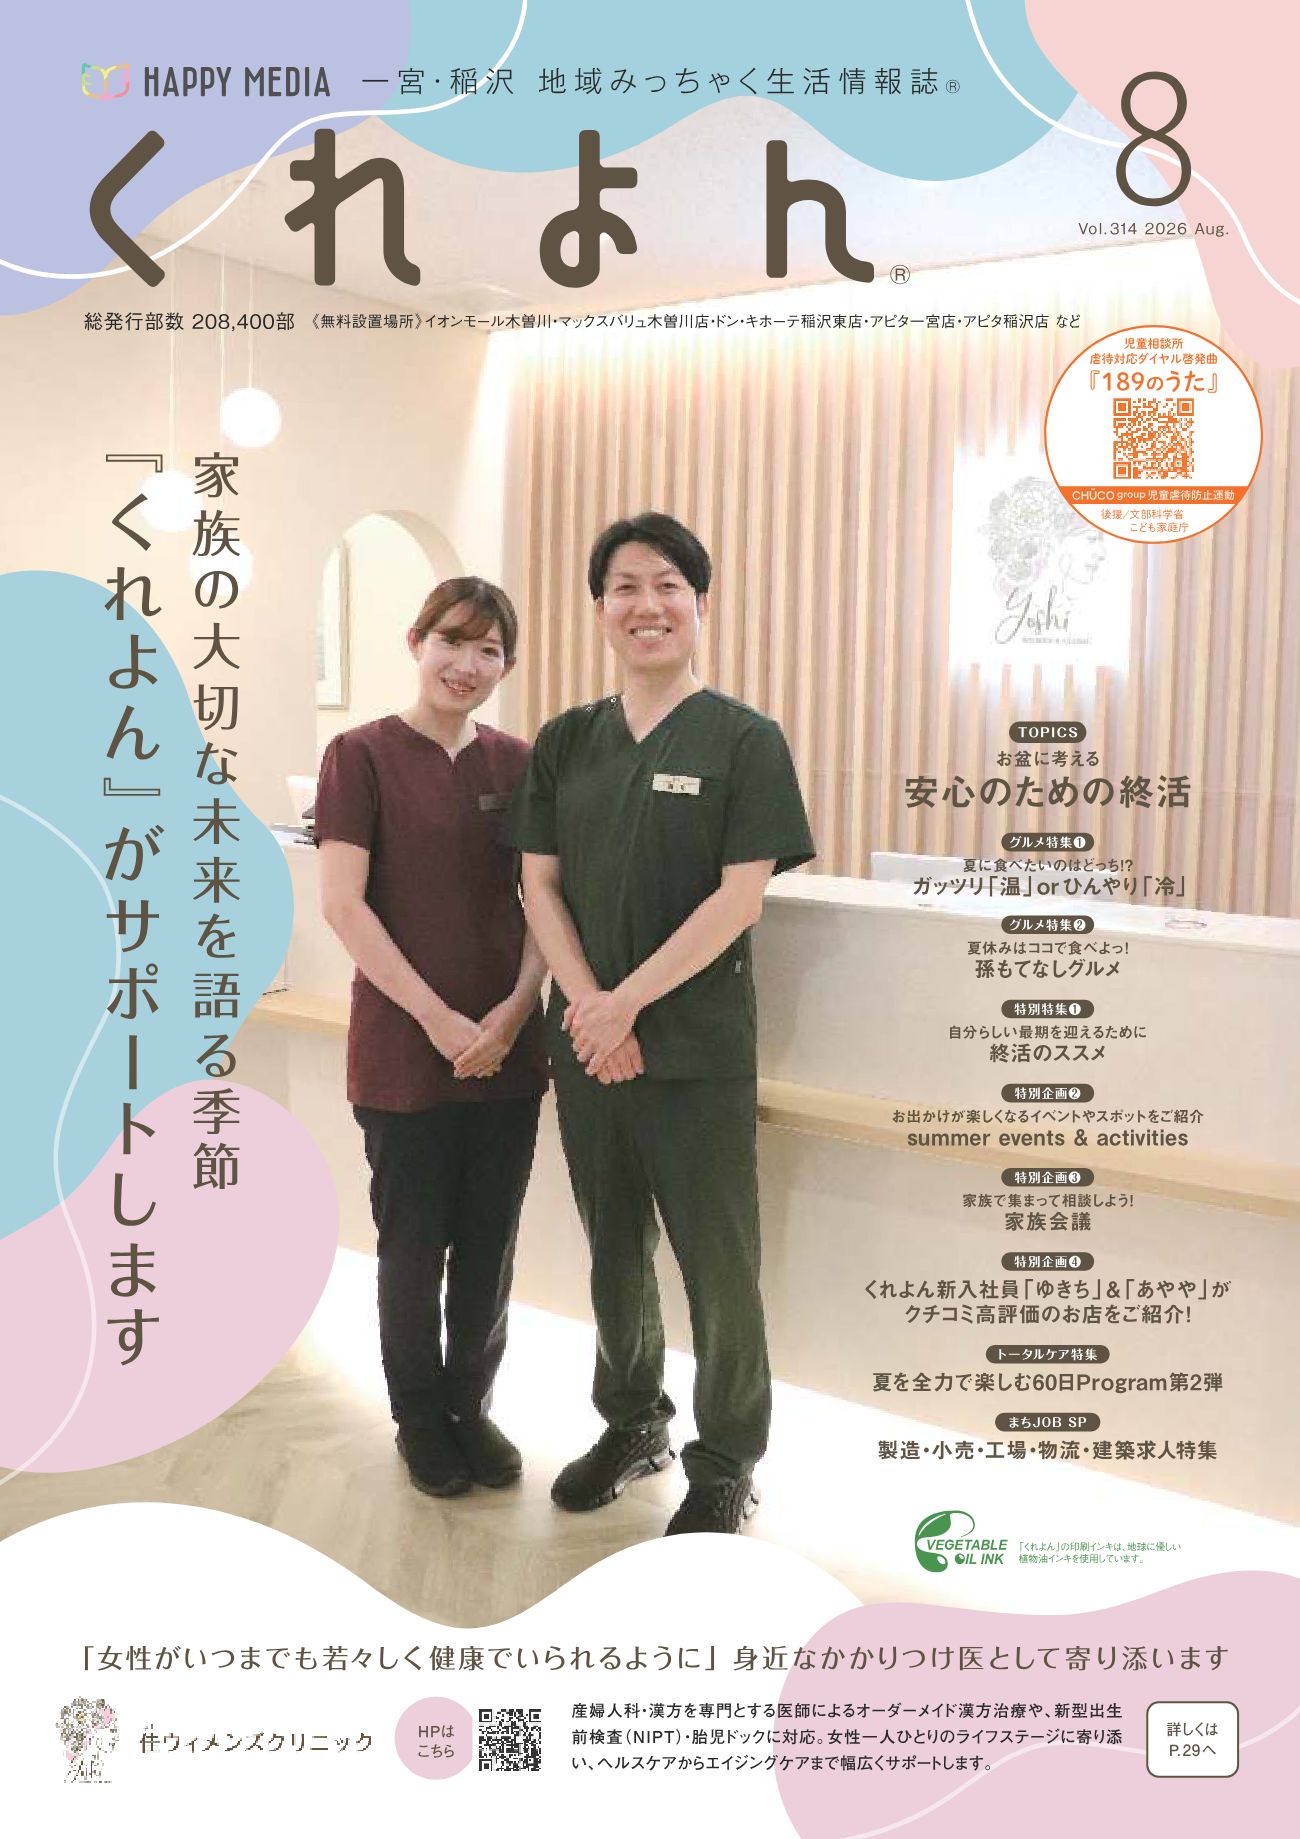 HAPPY MEDIA 一宮・稲沢 地域みっちゃく生活情報誌®
くれよん®
8
Vol.314 2026 Aug.
総発行部数 208,400部 《無料設置場所》イオンモール木曽川・マックスバリュ木曽川店・ドン・キホーテ稲沢東店・アピタ一宮店・アピタ稲沢店 など
児童相談所
虐待対応ダイヤル啓発曲
『189のうた』
CHŪCO group 児童虐待防止運動
後援/文部科学省
こども家庭庁
家族の大切な未来を語る季節
『くれよん』がサポートします
Yoshi
TOPICS
お盆に考える
安心のための終活
グルメ特集❶
夏に食べたいのはどっち!?
ガッツリ「温」orひんやり「冷」
グルメ特集❷
夏休みはココで食べよっ!
孫もてなしグルメ
特別特集❶
自分らしい最期を迎えるために
終活のススメ
特別企画❷
お出かけが楽しくなるイベントやスポットをご紹介
summer events & activities
特別企画❸
家族で集まって相談しよう!
家族会議
特別企画❹
くれよん新入社員「ゆきち」&「あやや」が
クチコミ高評価のお店をご紹介!
トータルケア特集
夏を全力で楽しむ60日Program第2弾
まちJOB SP
製造・小売・工場・物流・建築求人特集
VEGETABLE
OIL INK
「くれよん」の印刷インキは、地球に優しい
植物油インキを使用しています。
「女性がいつまでも若々しく健康でいられるように」身近なかかりつけ医として寄り添います
佳ウィメンズクリニック
HPは
こちら
産婦人科・漢方を専門とする医師によるオーダーメイド漢方治療や、新型出生
前検査(NIPT)・胎児ドックに対応。女性一人ひとりのライフステージに寄り添
い、ヘルスケアからエイジングケアまで幅広くサポートします。
詳しくは
P.29へ